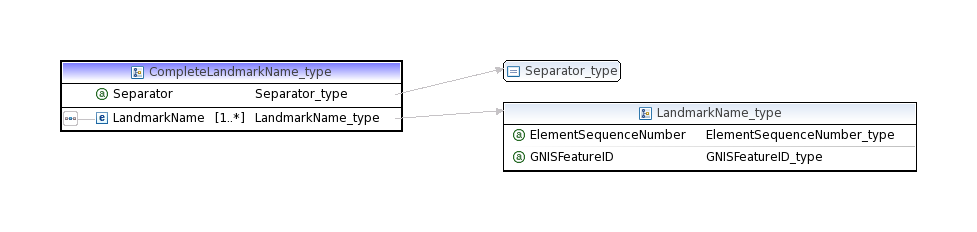 CompleteLandmarkName_type
a Separator Separator_type
e LandmarkName [1..*] LandmarkName_type
Separator_type
LandmarkName_type
a ElementSequenceNumber ElementSequenceNumber_type
a GNISFeatureID GNISFeatureID_type